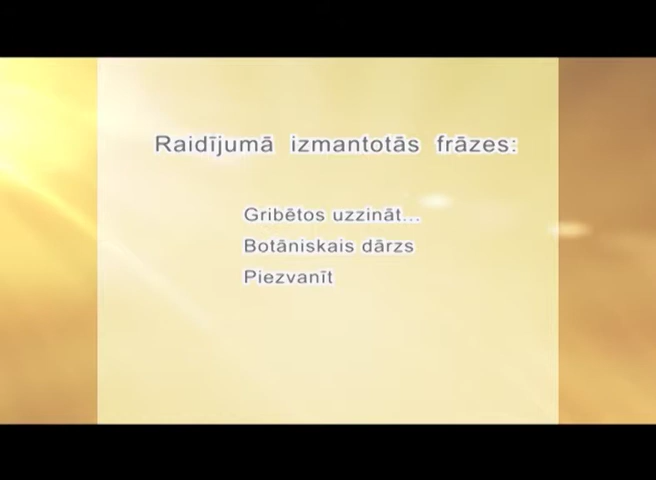 Raidījumā izmantotās frāzes:
Gribētos uzzināt...
Botāniskais dārzs
Piezvanīt